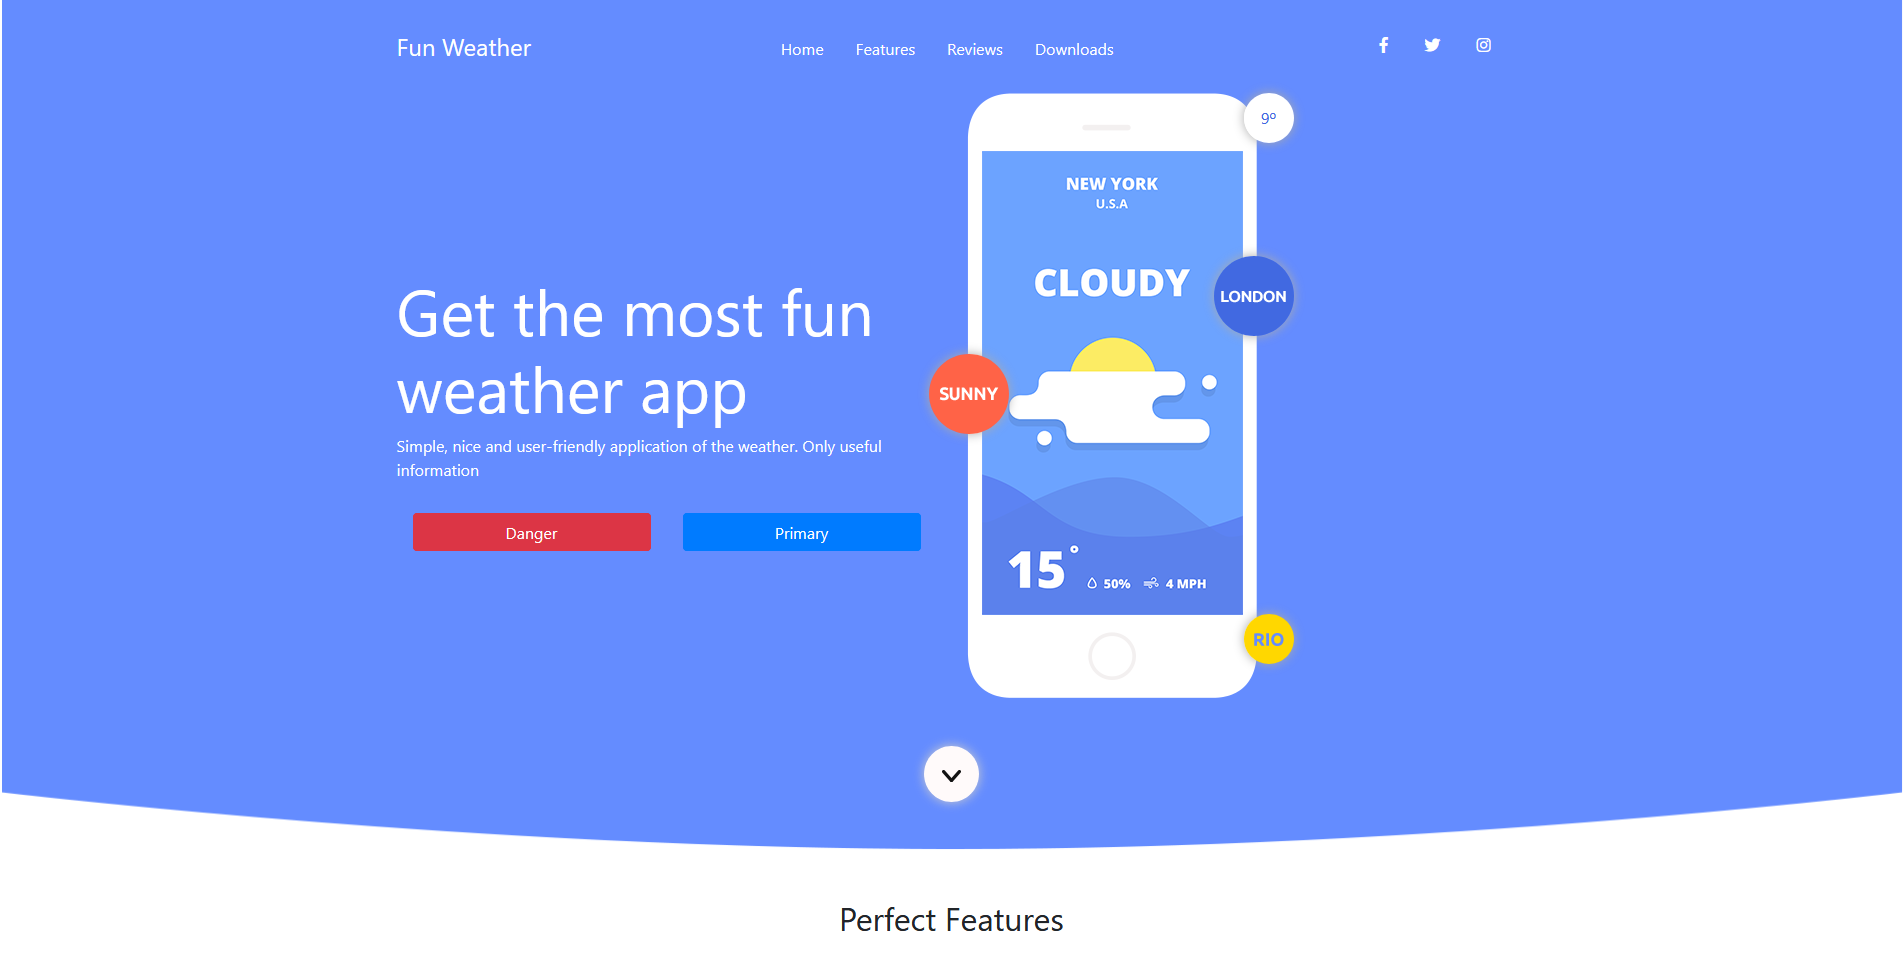 Fun Weather
Home
Features
Reviews
Downloads
9º
NEW YORK
U.S.A
CLOUDY
LONDON
SUNNY
Get the most fun
weather app
Simple, nice and user-friendly application of the weather. Only useful
information
Danger
Primary
15°
50%
4 MPH
RIO
Perfect Features